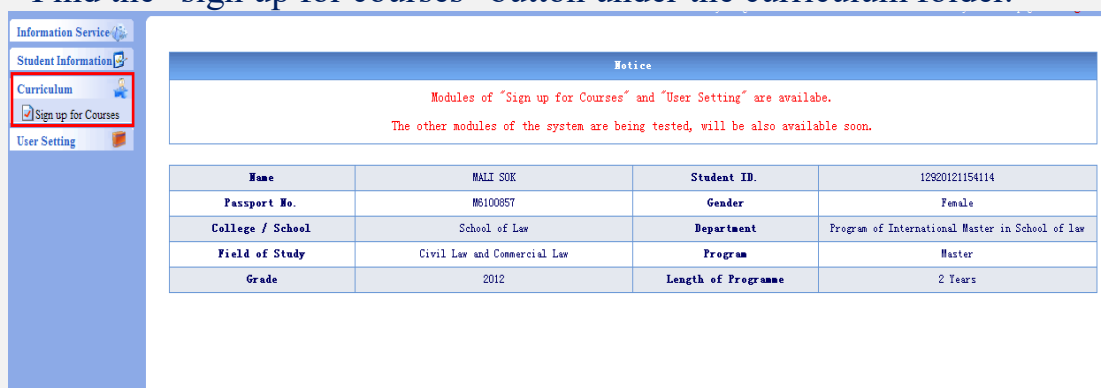 Find the "sign up for courses" button under the curriculum folder.
Information Service
Student Information
Curriculum
Sign up for Courses
User Setting
Notice
Modules of "Sign up for Courses" and "User Setting" are availabe.
The other modules of the system are being tested, will be also available soon.
Name MALI SOK Student ID. 12920121154114
Passport No. M6100857 Gender Female
College / School School of Law Department Program of International Master in School of law
Field of Study Civil Law and Commercial Law Program Master
Grade 2012 Length of Programme 2 Years